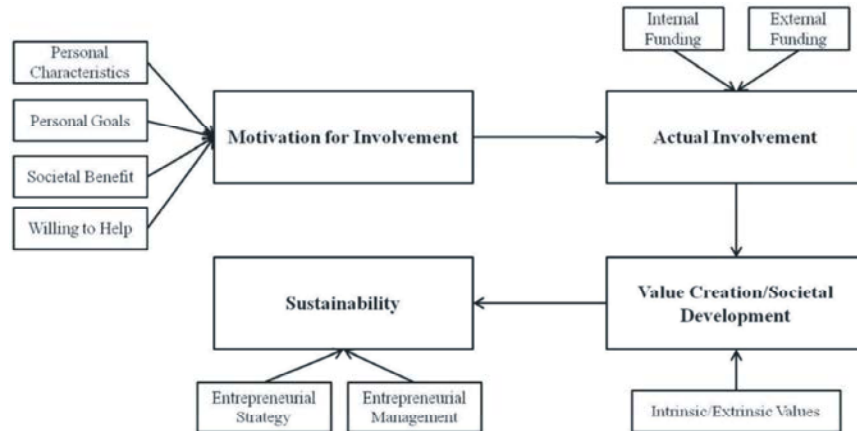 Internal
Funding
External
Funding
Personal
Characteristics
Personal Goals
Societal Benefit
Willing to Help
Motivation for Involvement
Actual Involvement
Sustainability
Value Creation/Societal
Development
Entrepreneurial
Strategy
Entrepreneurial
Management
Intrinsic/Extrinsic Values